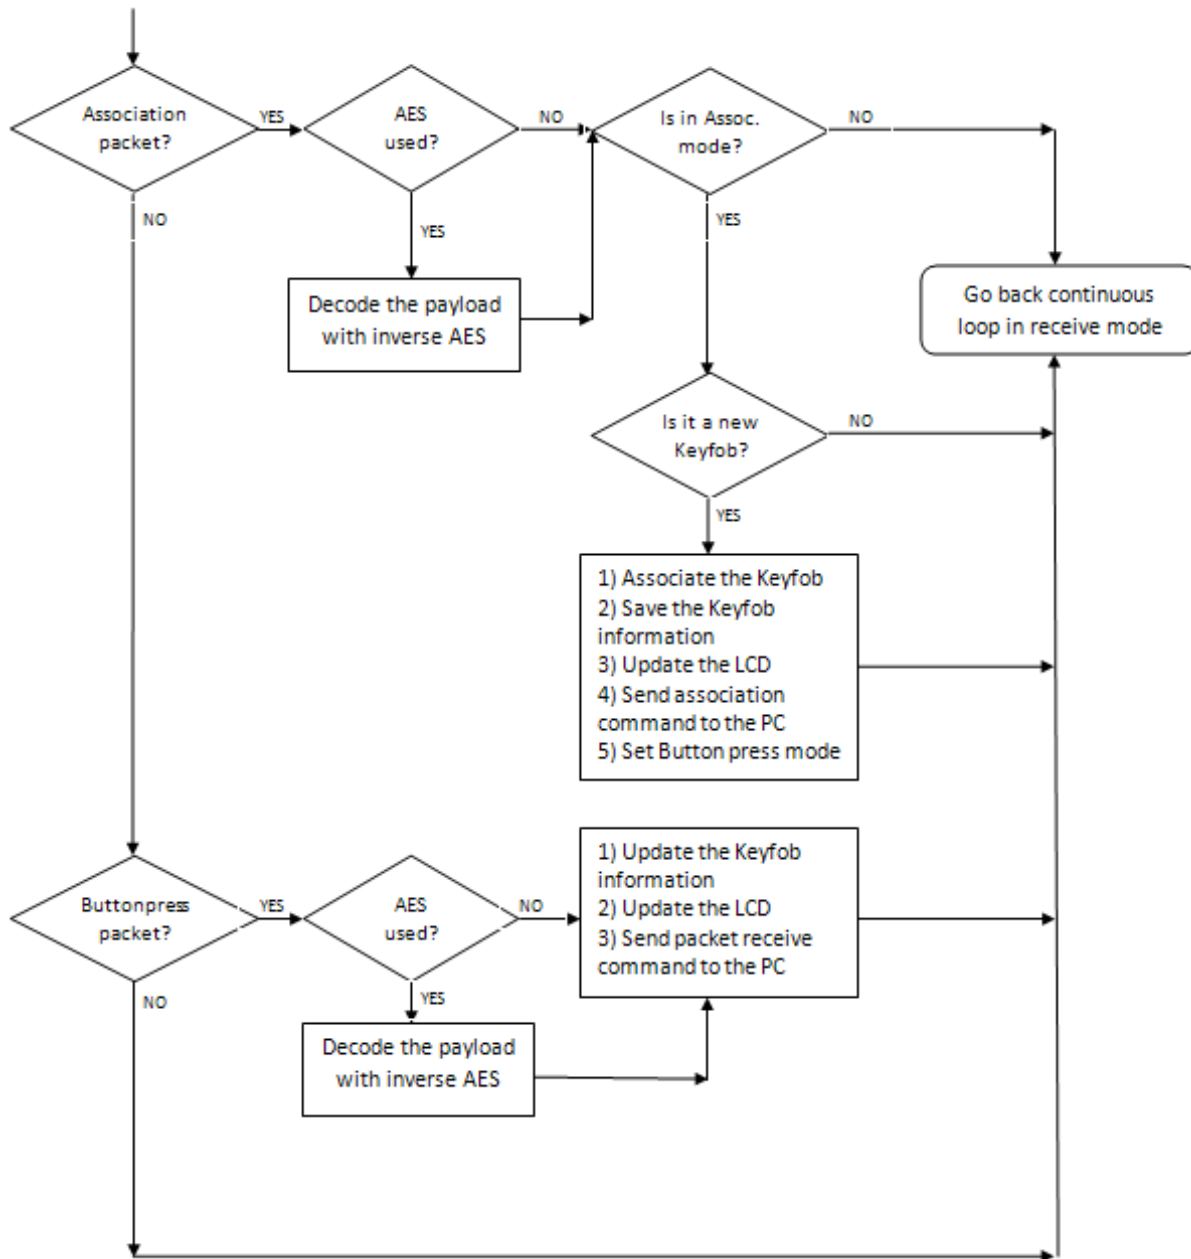 Association
packet?
YES
AES
used?
NO
Is in Assoc.
mode?
NO
NO
YES
YES
Decode the payload
with inverse AES
Go back continuous
loop in receive mode
Is it a new
Keyfob?
NO
YES
1) Associate the Keyfob
2) Save the Keyfob
information
3) Update the LCD
4) Send association
command to the PC
5) Set Button press mode
Buttonpress
packet?
YES
AES
used?
NO
1) Update the Keyfob
information
2) Update the LCD
3) Send packet receive
command to the PC
NO
YES
Decode the payload
with inverse AES